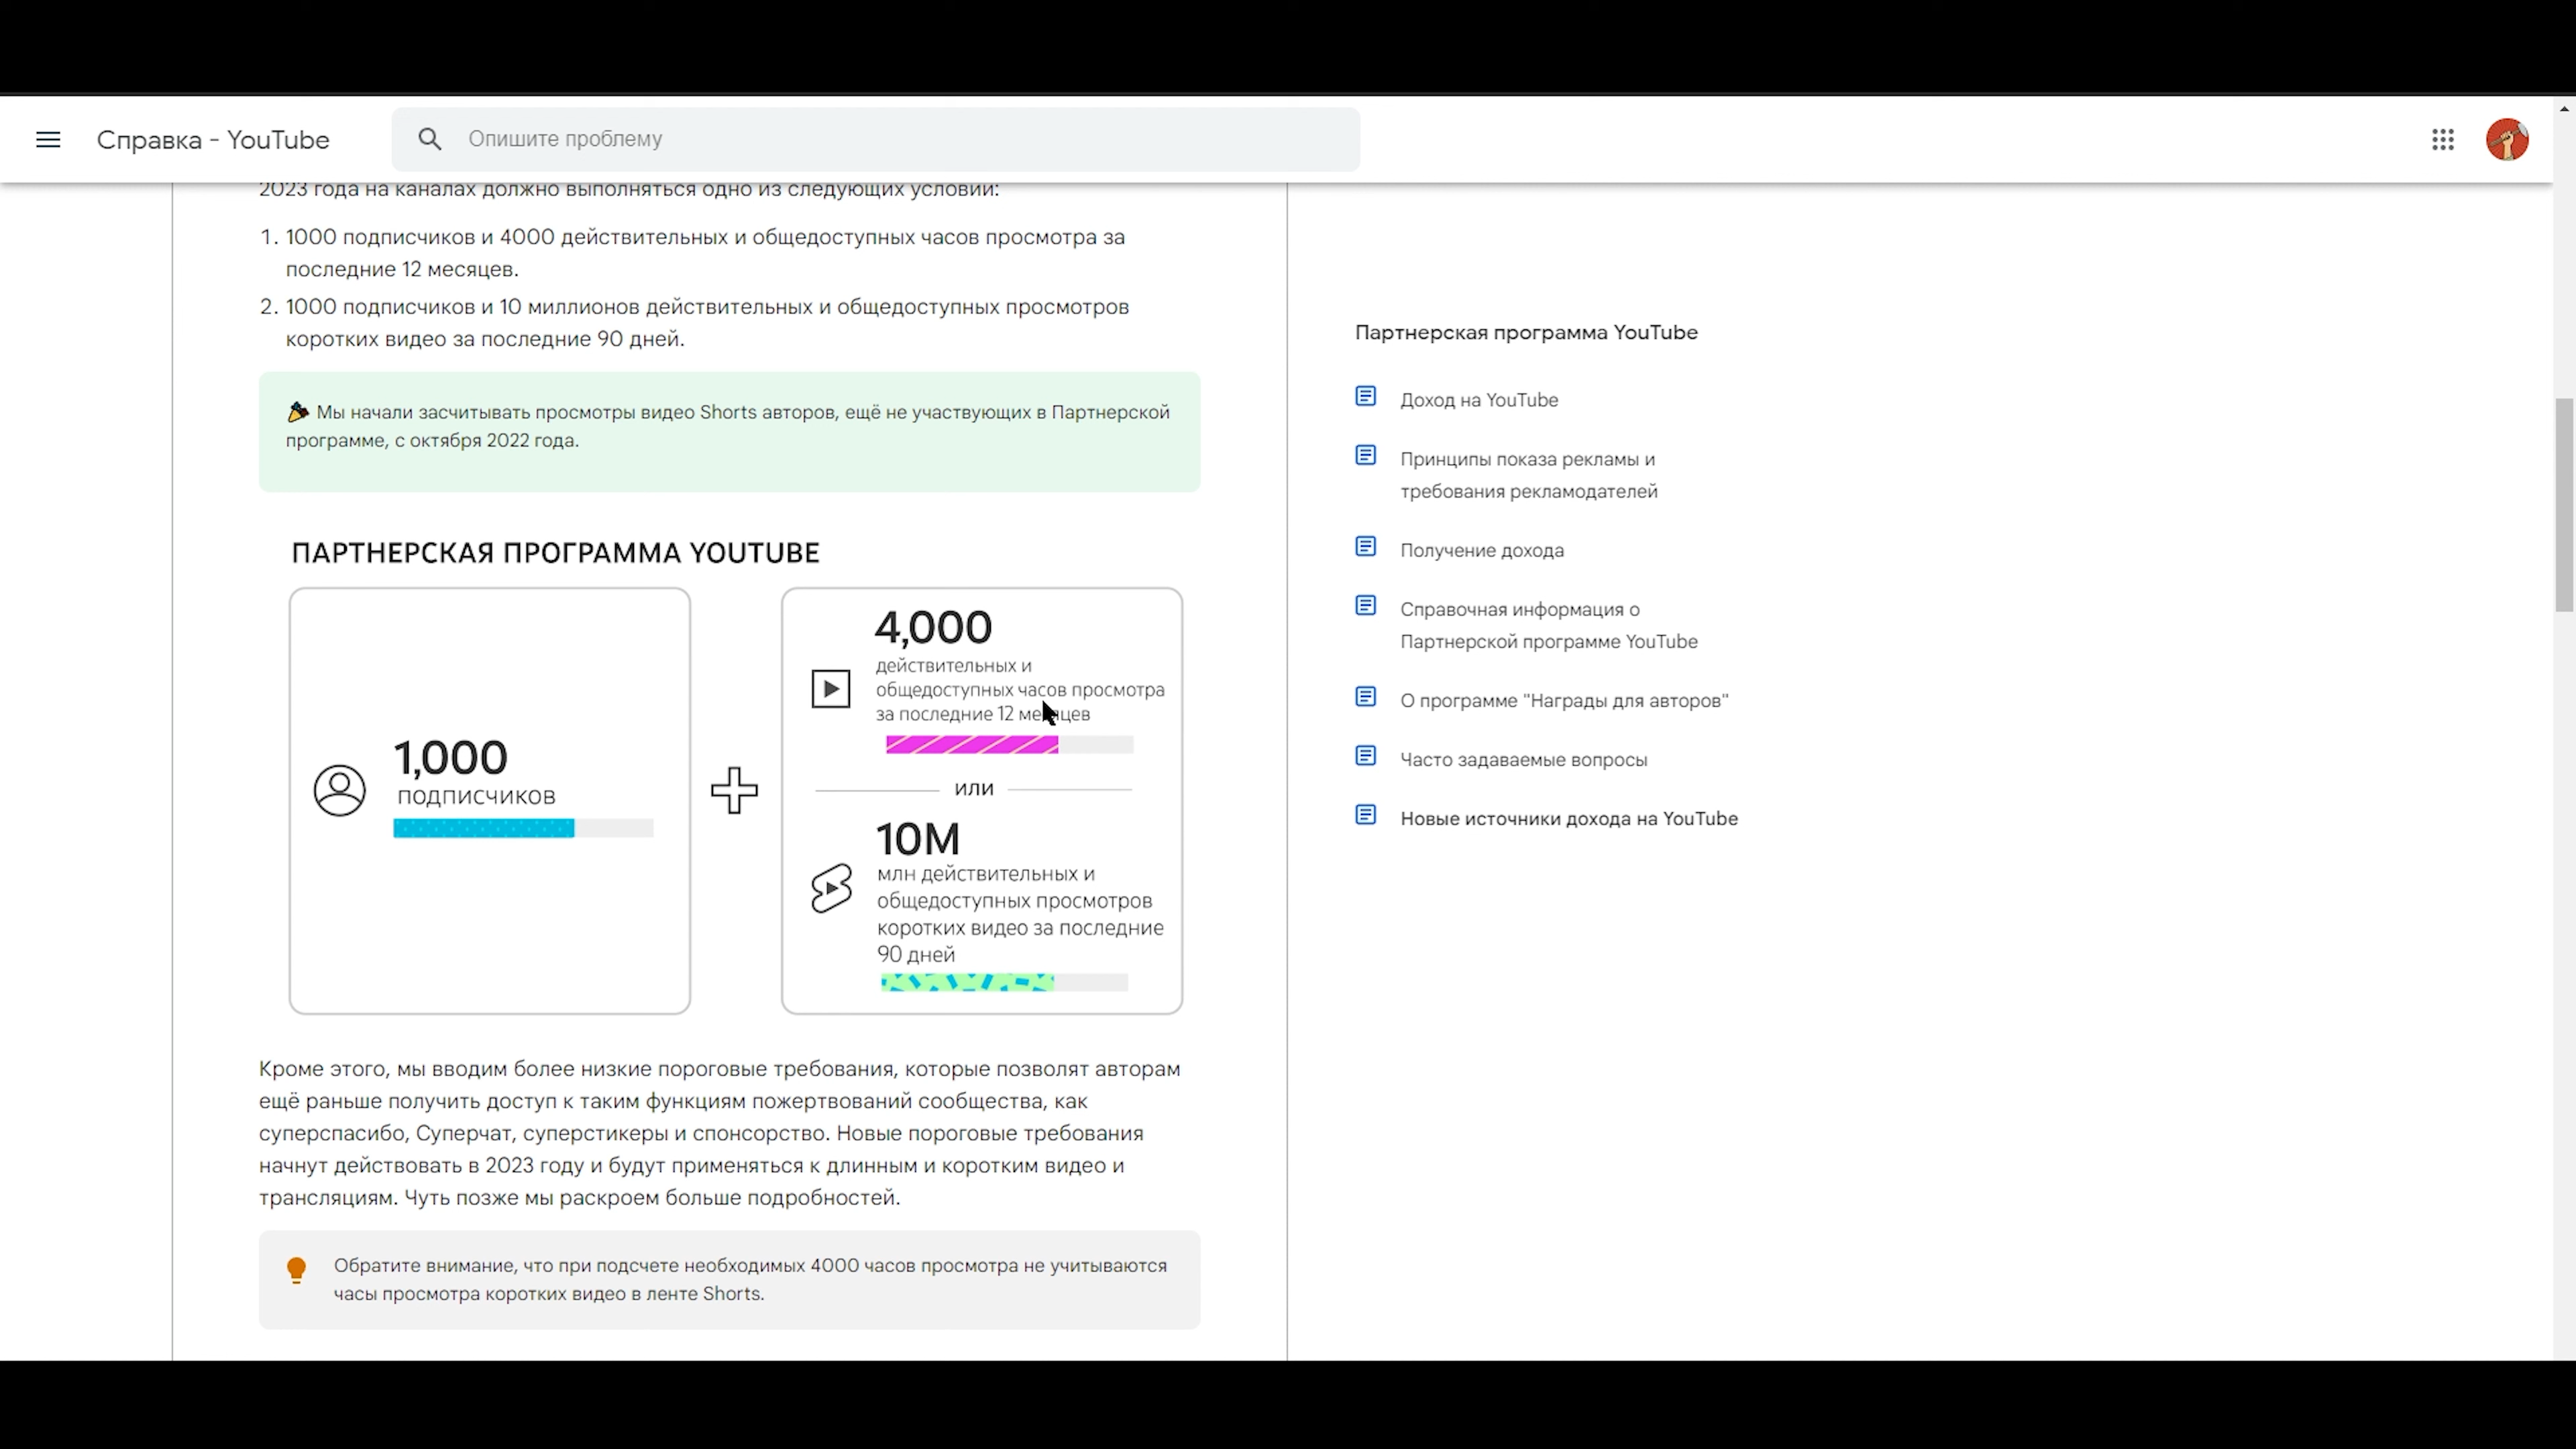 Справка - YouTube
Опишите проблему
2023 года на каналах должно выполняться одно из следующих условий:
1. 1000 подписчиков и 4000 действительных и общедоступных часов просмотра за
последние 12 месяцев.
2. 1000 подписчиков и 10 миллионов действительных и общедоступных просмотров
коротких видео за последние 90 дней.
Мы начали засчитывать просмотры видео Shorts авторов, ещё не участвующих в Партнерской
программе, с октября 2022 года.
ПАРТНЕРСКАЯ ПРОГРАММА YOUTUBE
1,000
ПОДПИСЧИКОВ
4,000
действительных и
общедоступных часов просмотра
за последние 12 месяцев
или
10M
млн действительных и
общедоступных просмотров
коротких видео за последние
90 дней
Кроме этого, мы вводим более низкие пороговые требования, которые позволят авторам
ещё раньше получить доступ к таким функциям пожертвований сообщества, как
суперспасибо, Суперчат, суперстикеры и спонсорство. Новые пороговые требования
начнут действовать в 2023 году и будут применяться к длинным и коротким видео и
трансляциям. Чуть позже мы раскроем больше подробностей.
Обратите внимание, что при подсчете необходимых 4000 часов просмотра не учитываются
часы просмотра коротких видео в ленте Shorts.
Партнерская программа YouTube
Доход на YouTube
Принципы показа рекламы и
требования рекламодателей
Получение дохода
Справочная информация о
Партнерской программе YouTube
О программе "Награды для авторов"
Часто задаваемые вопросы
Новые источники дохода на YouTube